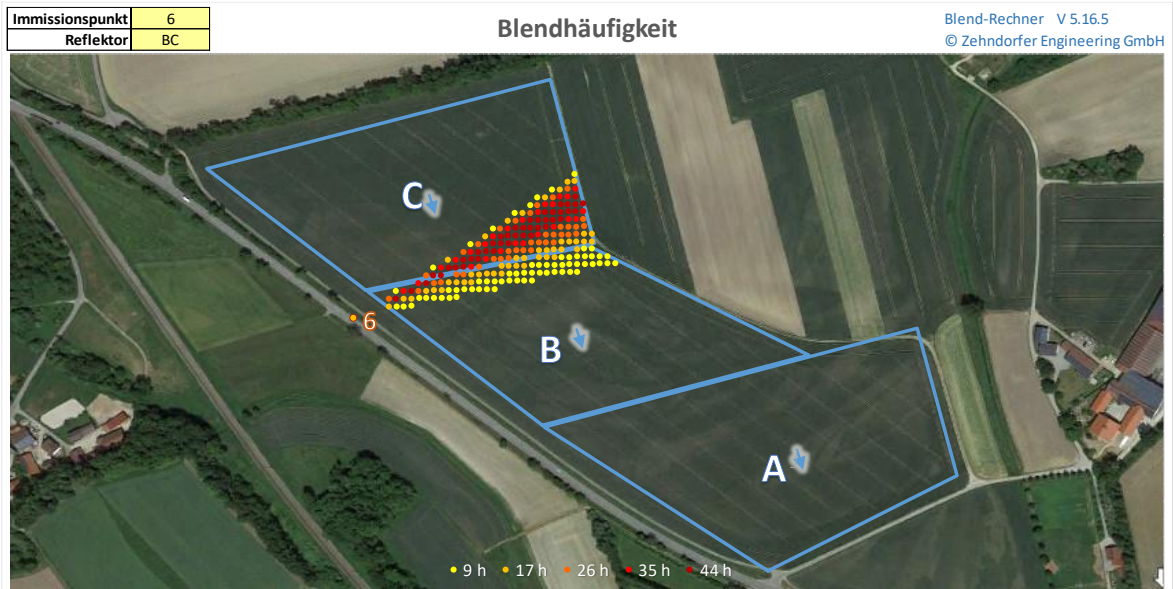 Immissionspunkt 6
Reflektor BC
Blendhäufigkeit
Blend-Rechner V 5.16.5
© Zehndorfer Engineering GmbH
C
6
B
A
9 h 17 h 26 h 35 h 44 h